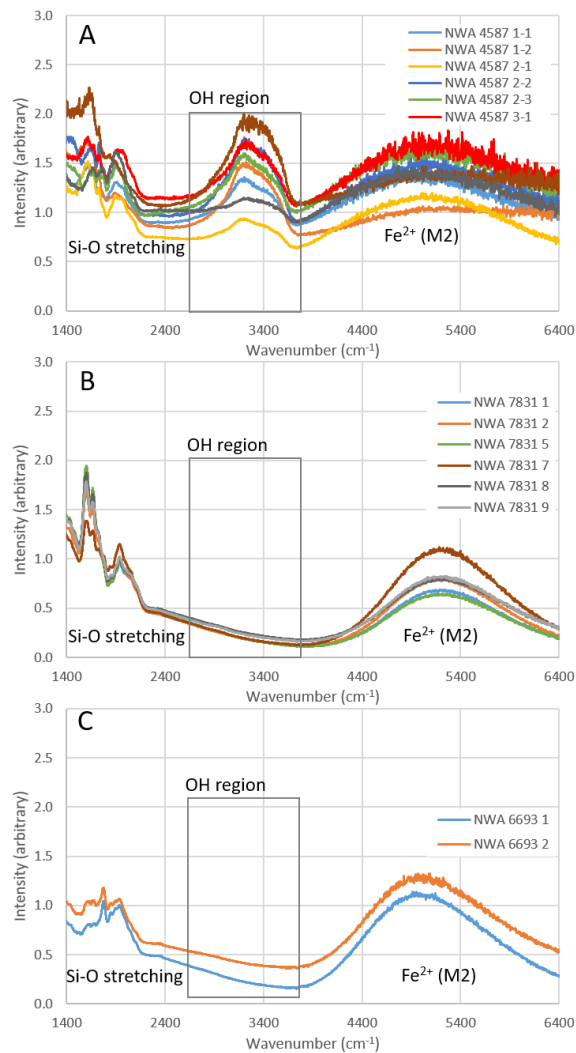 A
3.0
2.5
2.0
1.5
1.0
0.5
0.0
Intensity (arbitrary)
NWA 4587 1-1
NWA 4587 1-2
NWA 4587 2-1
NWA 4587 2-2
NWA 4587 2-3
NWA 4587 3-1
OH region
Si-O stretching
Fe²⁺ (M2)
1400 2400 3400 4400 5400 6400
Wavenumber (cm⁻¹)
B
3.0
2.5
2.0
1.5
1.0
0.5
0.0
Intensity (arbitrary)
NWA 7831 1
NWA 7831 2
NWA 7831 5
NWA 7831 7
NWA 7831 8
NWA 7831 9
OH region
Si-O stretching
Fe²⁺ (M2)
1400 2400 3400 4400 5400 6400
Wavenumber (cm⁻¹)
C
3.0
2.5
2.0
1.5
1.0
0.5
0.0
Intensity (arbitrary)
NWA 6693 1
NWA 6693 2
OH region
Si-O stretching
Fe²⁺ (M2)
1400 2400 3400 4400 5400 6400
Wavenumber (cm⁻¹)